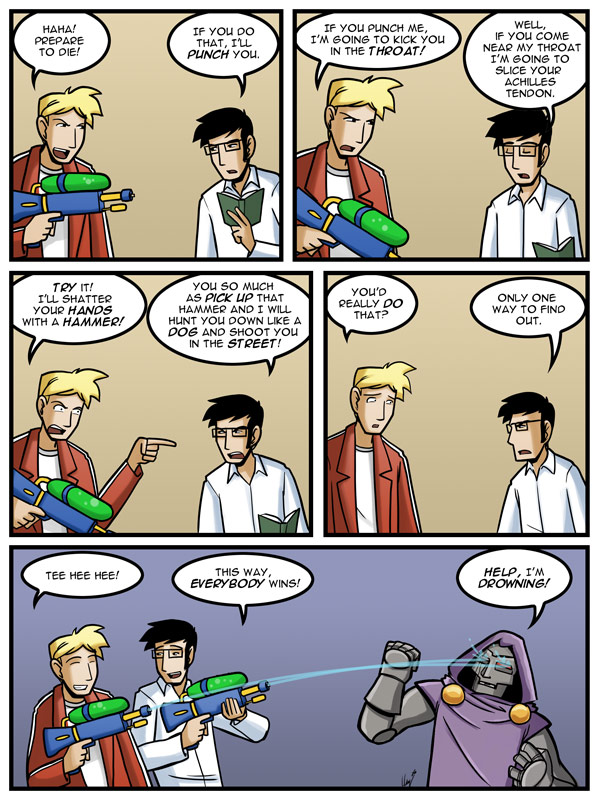 HAHA!
PREPARE
TO DIE!
IF YOU DO
THAT, I'LL
PUNCH YOU.
IF YOU PUNCH ME,
I'M GOING TO KICK YOU
IN THE THROAT!
WELL,
IF YOU COME
NEAR MY THROAT
I'M GOING TO
SLICE YOUR
ACHILLES
TENDON.
TRY IT!
I'LL SHATTER
YOUR HANDS
WITH A HAMMER!
YOU SO MUCH
AS PICK UP THAT
HAMMER AND I WILL
HUNT YOU DOWN LIKE A
DOG AND SHOOT YOU
IN THE STREET!
YOU'D
REALLY DO
THAT?
ONLY ONE
WAY TO FIND
OUT.
TEE HEE HEE!
THIS WAY,
EVERYBODY WINS!
HELP, I'M
DROWNING!